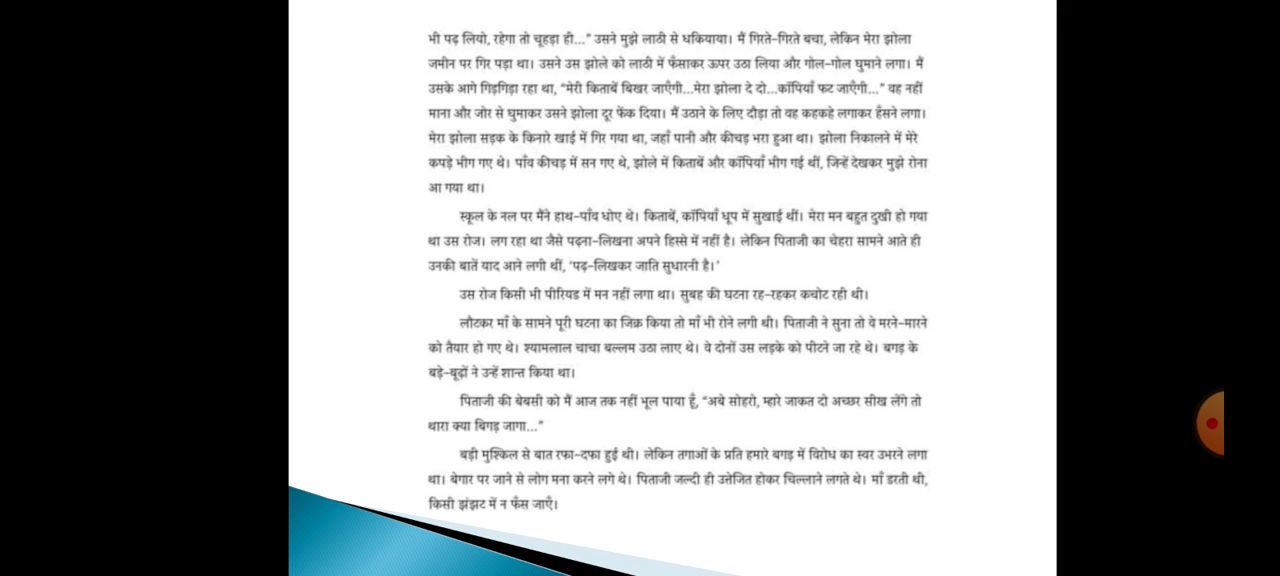 भी पढ़ लियो, रहेगा तो चूहड़ा ही...” उसने मुझे लाठी से धकियाया। मैं गिरते-गिरते बचा, लेकिन मेरा झोला
जमीन पर गिर पड़ा था। उसने उस झोले को लाठी में फँसाकर ऊपर उठा लिया और गोल-गोल घुमाने लगा। मैं
उसके आगे गिड़गिड़ा रहा था, “मेरी किताबें बिखर जाएँगी...मेरा झोला दे दो...कॉपियाँ फट जाएँगी...” वह नहीं
माना और जोर से घुमाकर उसने झोला दूर फेंक दिया। मैं उठाने के लिए दौड़ा तो वह कहकहे लगाकर हँसने लगा।
मेरा झोला सड़क के किनारे खाई में गिर गया था, जहाँ पानी और कीचड़ भरा हुआ था। झोला निकालने में मेरे
कपड़े भीग गए थे। पाँव कीचड़ में सन गए थे, झोले में किताबें और कॉपियाँ भीग गई थीं, जिन्हें देखकर मुझे रोना
आ गया था।
स्कूल के नल पर मैंने हाथ-पाँव धोए थे। किताबें, कॉपियाँ धूप में सुखाई थीं। मेरा मन बहुत दुखी हो गया
था उस रोज। लग रहा था जैसे पढ़ना-लिखना अपने हिस्से में नहीं है। लेकिन पिताजी का चेहरा सामने आते ही
उनकी बातें याद आने लगी थीं, ‘पढ़-लिखकर जाति सुधारनी है।’
उस रोज किसी भी पीरियड में मन नहीं लगा था। सुबह की घटना रह-रहकर कचोट रही थी।
लौटकर माँ के सामने पूरी घटना का जिक्र किया तो माँ भी रोने लगी थी। पिताजी ने सुना तो वे मरने-मारने
को तैयार हो गए थे। श्यामलाल चाचा बल्लम उठा लाए थे। वे दोनों उस लड़के को पीटने जा रहे थे। बगड़ के
बड़े-बूढ़ों ने उन्हें शान्त किया था।
पिताजी की बेबसी को मैं आज तक नहीं भूल पाया हूँ, “अबे सोहरो, म्हारे जाकत दो अच्छर सीख लेंगे तो
थारा क्या बिगड़ जागा...”
बड़ी मुश्किल से बात रफा-दफा हुई थी। लेकिन तगाओं के प्रति हमारे बगड़ में विरोध का स्वर उभरने लगा
था। बेगार पर जाने से लोग मना करने लगे थे। पिताजी जल्दी ही उत्तेजित होकर चिल्लाने लगते थे। माँ डरती थी,
किसी झंझट में न फँस जाएँ।